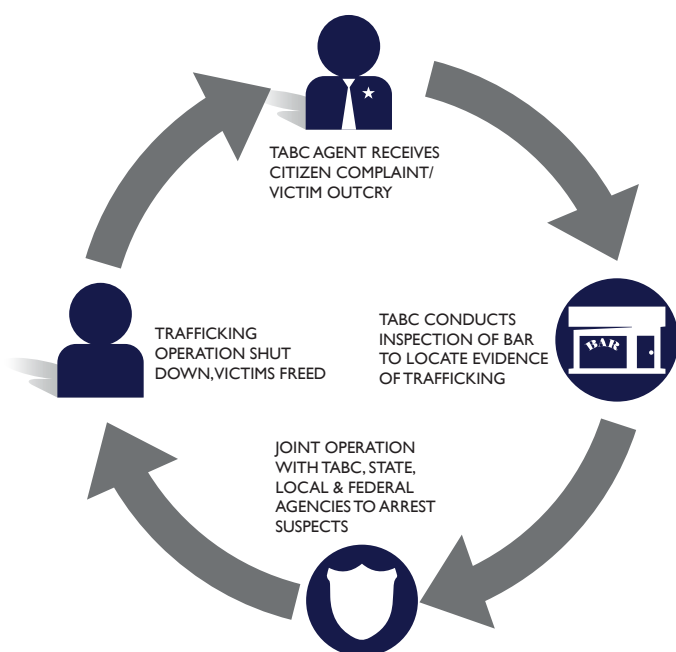 TABC AGENT RECEIVES
CITIZEN COMPLAINT/
VICTIM OUTCRY
TABC CONDUCTS
INSPECTION OF BAR
TO LOCATE EVIDENCE
OF TRAFFICKING
BAR
JOINT OPERATION
WITH TABC, STATE,
LOCAL & FEDERAL
AGENCIES TO ARREST
SUSPECTS
TRAFFICKING
OPERATION SHUT
DOWN, VICTIMS FREED